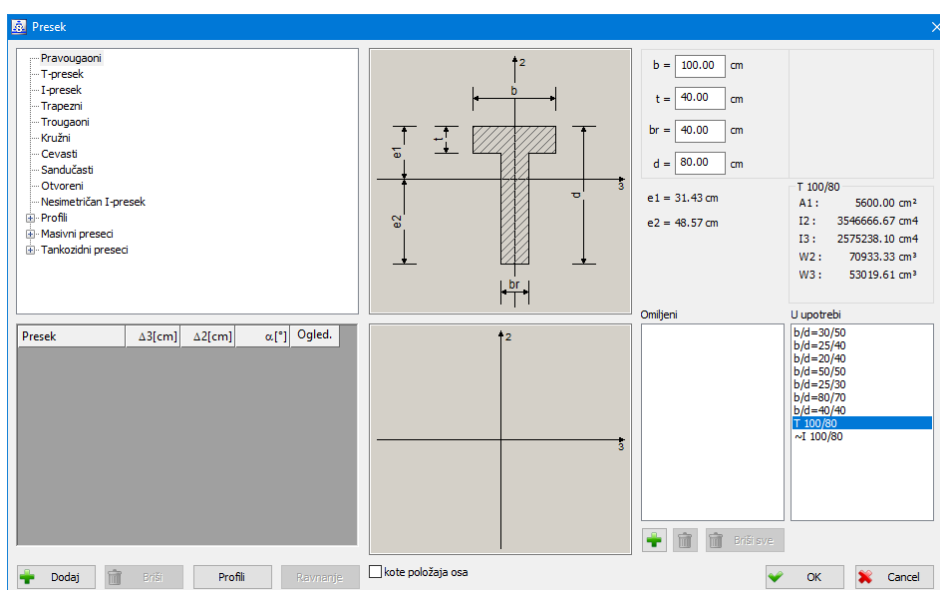 Presek
Pravougaoni
T-presek
I-presek
Trapezni
Trougaoni
Kružni
Cevasti
Sandučasti
Otvoreni
Nesimetričan I-presek
Profili
Masivni preseci
Tankozidni preseci
2
b
t
e1
e2
d
3
br
b = 100.00 cm
t = 40.00 cm
br = 40.00 cm
d = 80.00 cm
e1 = 31.43 cm
e2 = 48.57 cm
T 100/80
A1 : 5600.00 cm²
I2 : 3546666.67 cm4
I3 : 2575238.10 cm4
W2 : 70933.33 cm³
W3 : 53019.61 cm³
Presek Δ3[cm] Δ2[cm] α[°] Ogled.
2
3
Omiljeni
U upotrebi
b/d=30/50
b/d=25/40
b/d=20/40
b/d=50/50
b/d=25/30
b/d=80/70
b/d=40/40
T 100/80
~I 100/80
Briši sve
Dodaj Briši Profili Ravnanje
kote položaja osa
OK Cancel